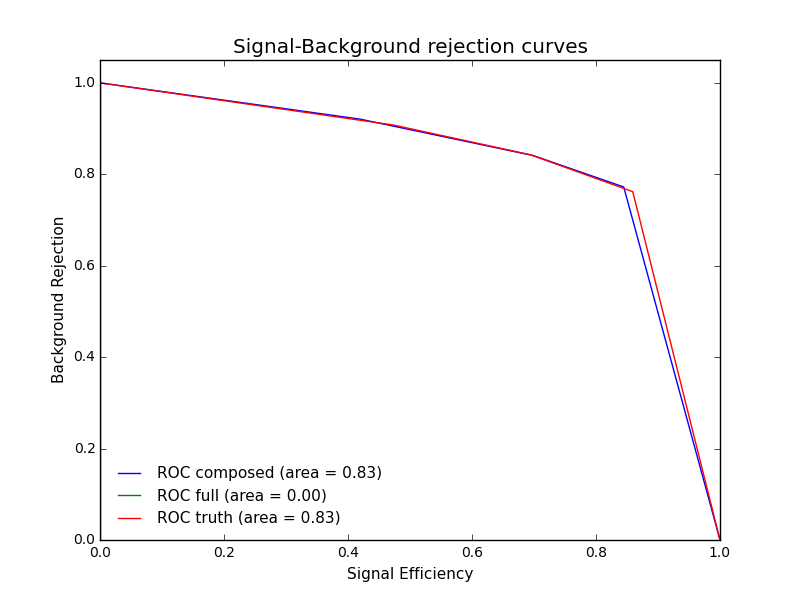 Signal-Background rejection curves
Background Rejection
1.0
0.8
0.6
0.4
0.2
0.0
ROC composed (area = 0.83)
ROC full (area = 0.00)
ROC truth (area = 0.83)
0.0 0.2 0.4 0.6 0.8 1.0
Signal Efficiency